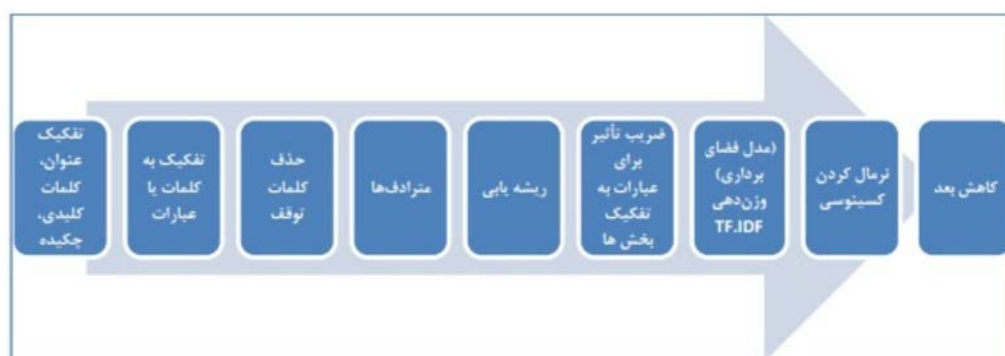 تفکیک
عنوان،
کلمات
کلیدی،
چکیده
تفکیک به
کلمات یا
عبارات
حذف
کلمات
توقف
مترادف‌ها
ریشه یابی
ضریب تأثیر
برای
عبارات به
تفکیک
بخش ها
(مدل فضای
برداری)
وزن‌دهی
TF.IDF
نرمال کردن
کسینوسی
کاهش بعد